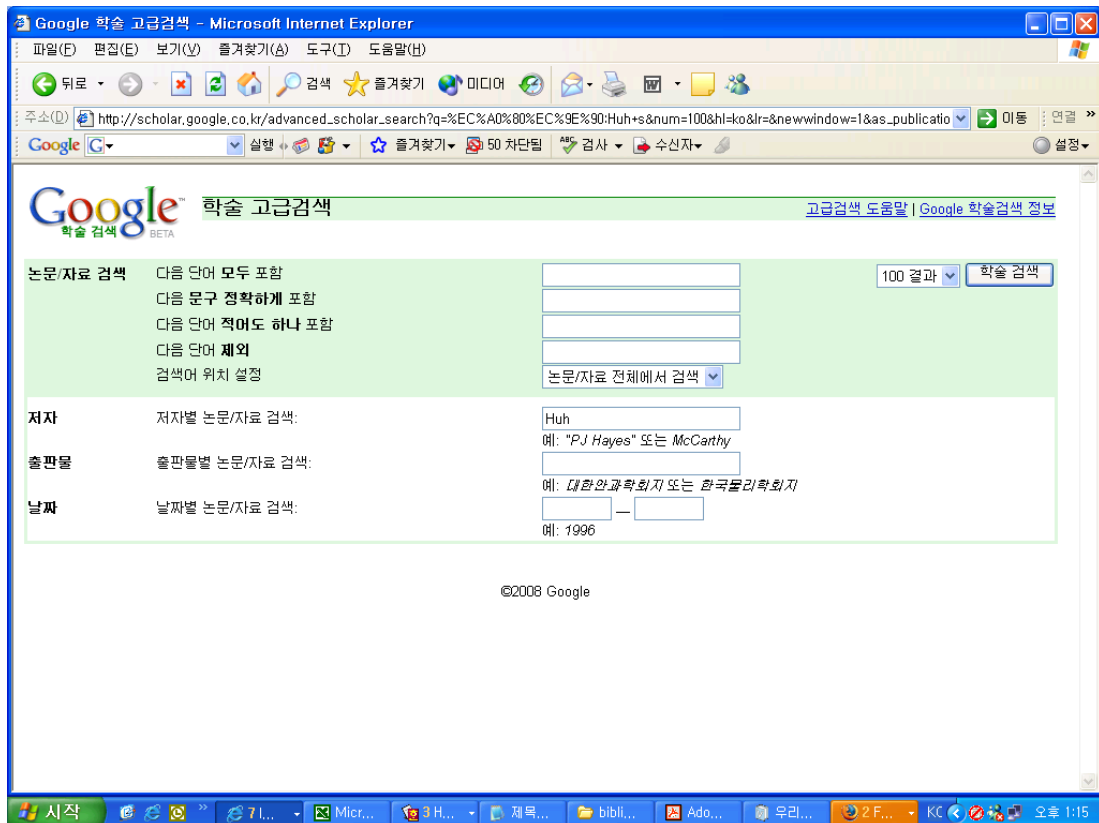 Google 학술 고급검색 - Microsoft Internet Explorer
파일(F) 편집(E) 보기(V) 즐겨찾기(A) 도구(T) 도움말(H)
뒤로 검색 즐겨찾기 미디어
주소(D) http://scholar.google.co.kr/advanced_scholar_search?q=%EC%A0%80%EC%9E%90:Huh+s&num=100&hl=ko&lr=&newwindow=1&as_publicatio 이동 연결 »
Google G 실행 즐겨찾기 50 차단됨 ABC 검사 수신자 설정
Google™ 학술 고급검색 고급검색 도움말 | Google 학술검색 정보
학술 검색 BETA
논문/자료 검색 다음 단어 모두 포함 100 결과 학술 검색
다음 문구 정확하게 포함
다음 단어 적어도 하나 포함
다음 단어 제외
검색어 위치 설정 논문/자료 전체에서 검색
저자 저자별 논문/자료 검색: Huh
예: "PJ Hayes" 또는 McCarthy
출판물 출판물별 논문/자료 검색:
예: 대한안과학회지 또는 한국물리학회지
날짜 날짜별 논문/자료 검색: —
예: 1996
©2008 Google
시작 » 7 I... Micr... 3 H... 제목... bibli... Ado... 우리... 2 F... KC 오후 1:15